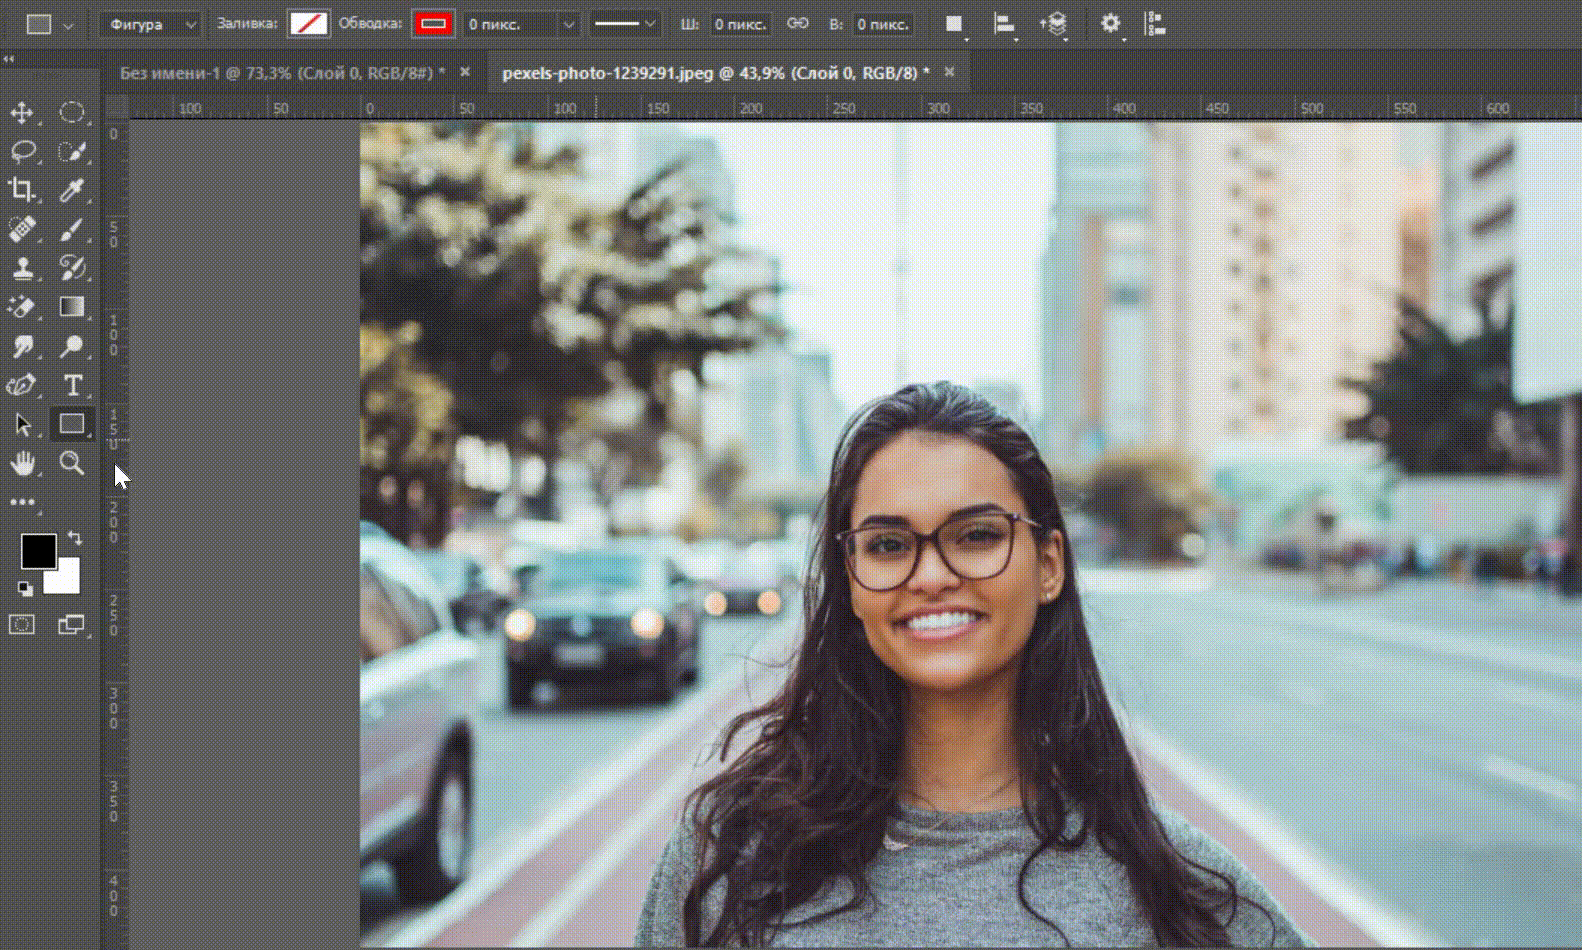 Фигура Заливка: Обводка: 0 пикс. Ш: 0 пикс. В: 0 пикс.
Без имени-1 @ 73,3% (Слой 0, RGB/8#) * × pexels-photo-1239291.jpeg @ 43,9% (Слой 0, RGB/8) * ×
100 50 0 50 100 150 200 250 300 350 400 450 500 550 600
0
50
100
150
200
250
300
350
400
T